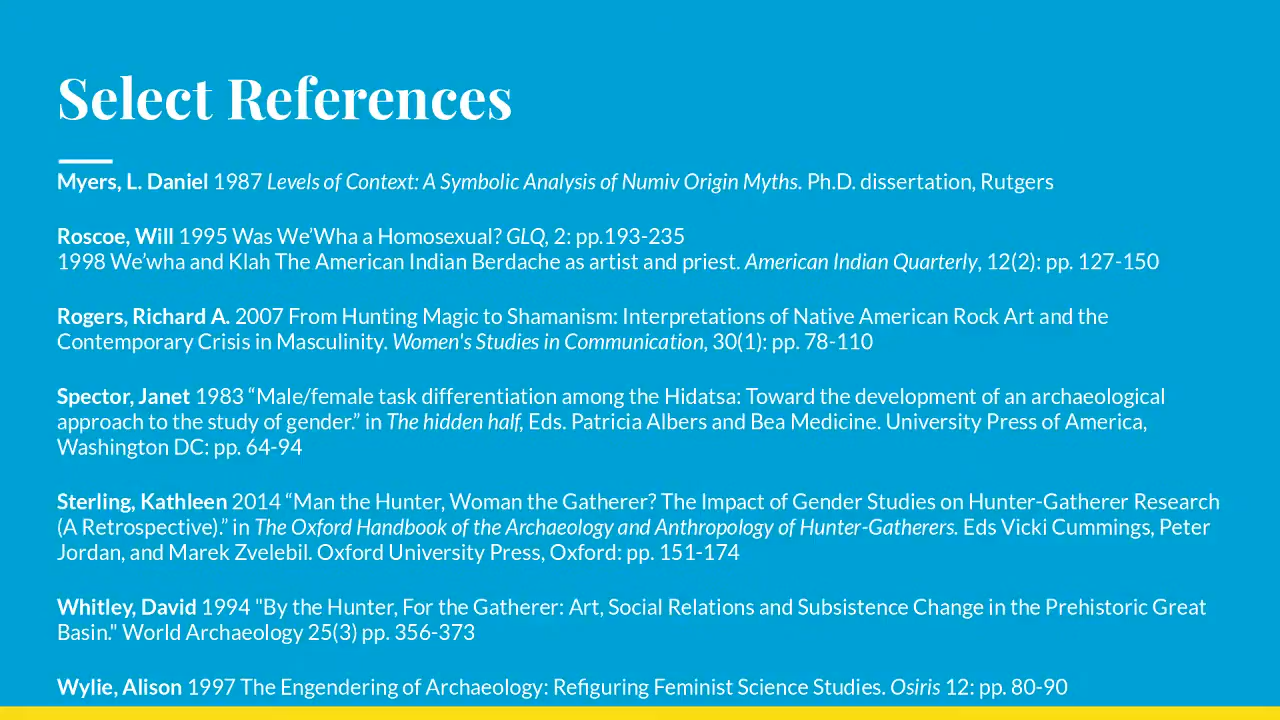 Select References
Myers, L. Daniel 1987 Levels of Context: A Symbolic Analysis of Numiv Origin Myths. Ph.D. dissertation, Rutgers
Roscoe, Will 1995 Was We’Wha a Homosexual? GLQ, 2: pp.193-235
1998 We’wha and Klah The American Indian Berdache as artist and priest. American Indian Quarterly, 12(2): pp. 127-150
Rogers, Richard A. 2007 From Hunting Magic to Shamanism: Interpretations of Native American Rock Art and the
Contemporary Crisis in Masculinity. Women's Studies in Communication, 30(1): pp. 78-110
Spector, Janet 1983 “Male/female task differentiation among the Hidatsa: Toward the development of an archaeological
approach to the study of gender.” in The hidden half, Eds. Patricia Albers and Bea Medicine. University Press of America,
Washington DC: pp. 64-94
Sterling, Kathleen 2014 “Man the Hunter, Woman the Gatherer? The Impact of Gender Studies on Hunter-Gatherer Research
(A Retrospective).” in The Oxford Handbook of the Archaeology and Anthropology of Hunter-Gatherers. Eds Vicki Cummings, Peter
Jordan, and Marek Zvelebil. Oxford University Press, Oxford: pp. 151-174
Whitley, David 1994 "By the Hunter, For the Gatherer: Art, Social Relations and Subsistence Change in the Prehistoric Great
Basin." World Archaeology 25(3) pp. 356-373
Wylie, Alison 1997 The Engendering of Archaeology: Refiguring Feminist Science Studies. Osiris 12: pp. 80-90